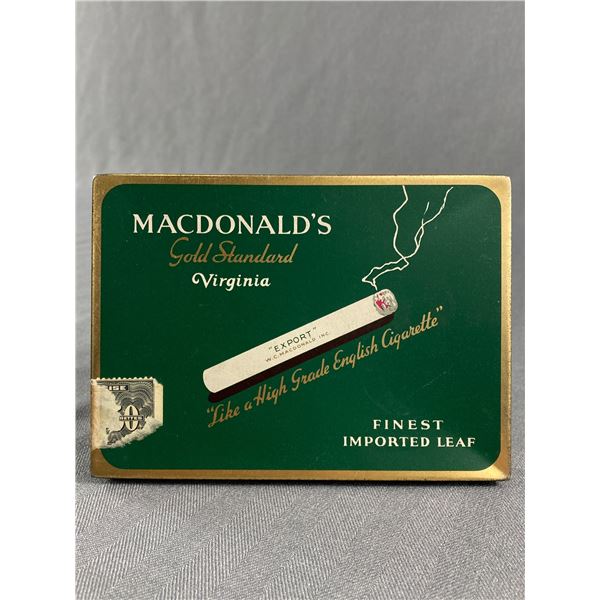 MACDONALD'S
Gold Standard
Virginia
"EXPORT"
W.C. MACDONALD, INC.
"Like a High Grade English Cigarette"
FINEST
IMPORTED LEAF